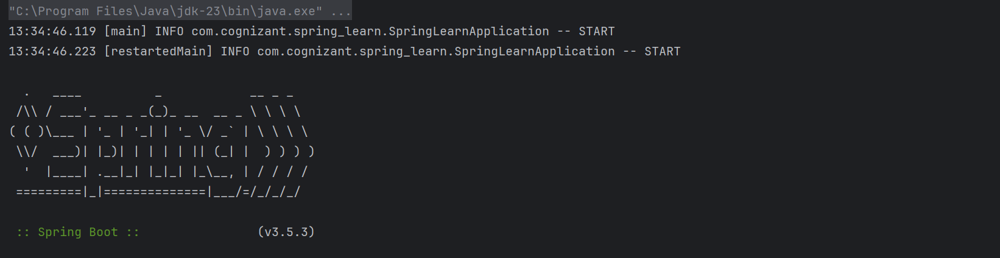 "C:\Program Files\Java\jdk-23\bin\java.exe" ...
13:34:46.119 [main] INFO com.cognizant.spring_learn.SpringLearnApplication -- START
13:34:46.223 [restartedMain] INFO com.cognizant.spring_learn.SpringLearnApplication -- START

  .   ____          _            __ _ _
 /\\ / ___'_ __ _ _(_)_ __  __ _ \ \ \ \
( ( )\___ | '_ | '_| | '_ \/ _` | \ \ \ \
 \\/  ___)| |_)| | | | | || (_| |  ) ) ) )
  '  |____| .__|_| |_|_| |_\__, | / / / /
 =========|_|==============|___/=/_/_/_/

 :: Spring Boot ::                (v3.5.3)